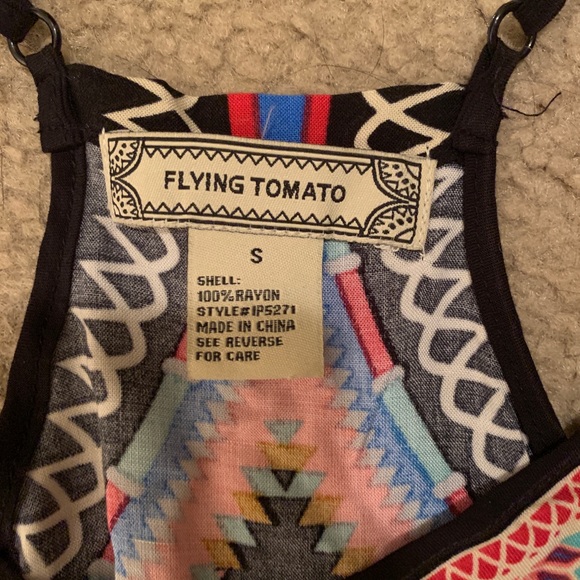 FLYING TOMATO
S
SHELL:
100%RAYON
STYLE#IP5271
MADE IN CHINA
SEE REVERSE
FOR CARE